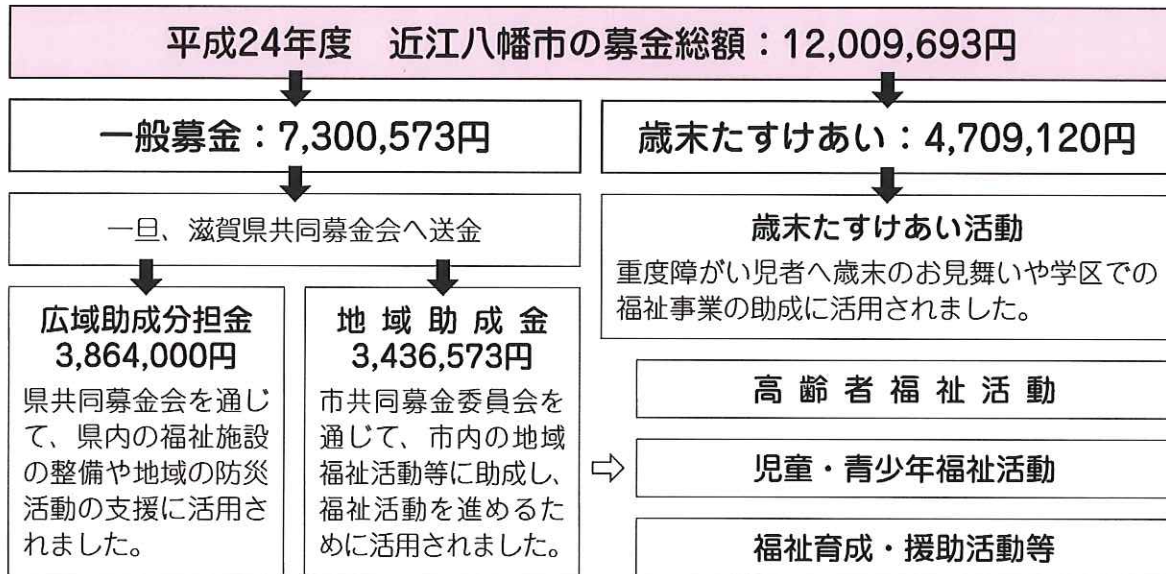 平成24年度　近江八幡市の募金総額：12,009,693円
一般募金：7,300,573円
歳末たすけあい：4,709,120円
一旦、滋賀県共同募金会へ送金
歳末たすけあい活動
重度障がい児者へ歳末のお見舞いや学区での
福祉事業の助成に活用されました。
広域助成分担金
3,864,000円
県共同募金会を通じ
て、県内の福祉施設
の整備や地域の防災
活動の支援に活用さ
れました。
地域助成金
3,436,573円
市共同募金委員会を
通じて、市内の地域
福祉活動等に助成し、
福祉活動を進めるた
めに活用されました。
高齢者福祉活動
児童・青少年福祉活動
福祉育成・援助活動等